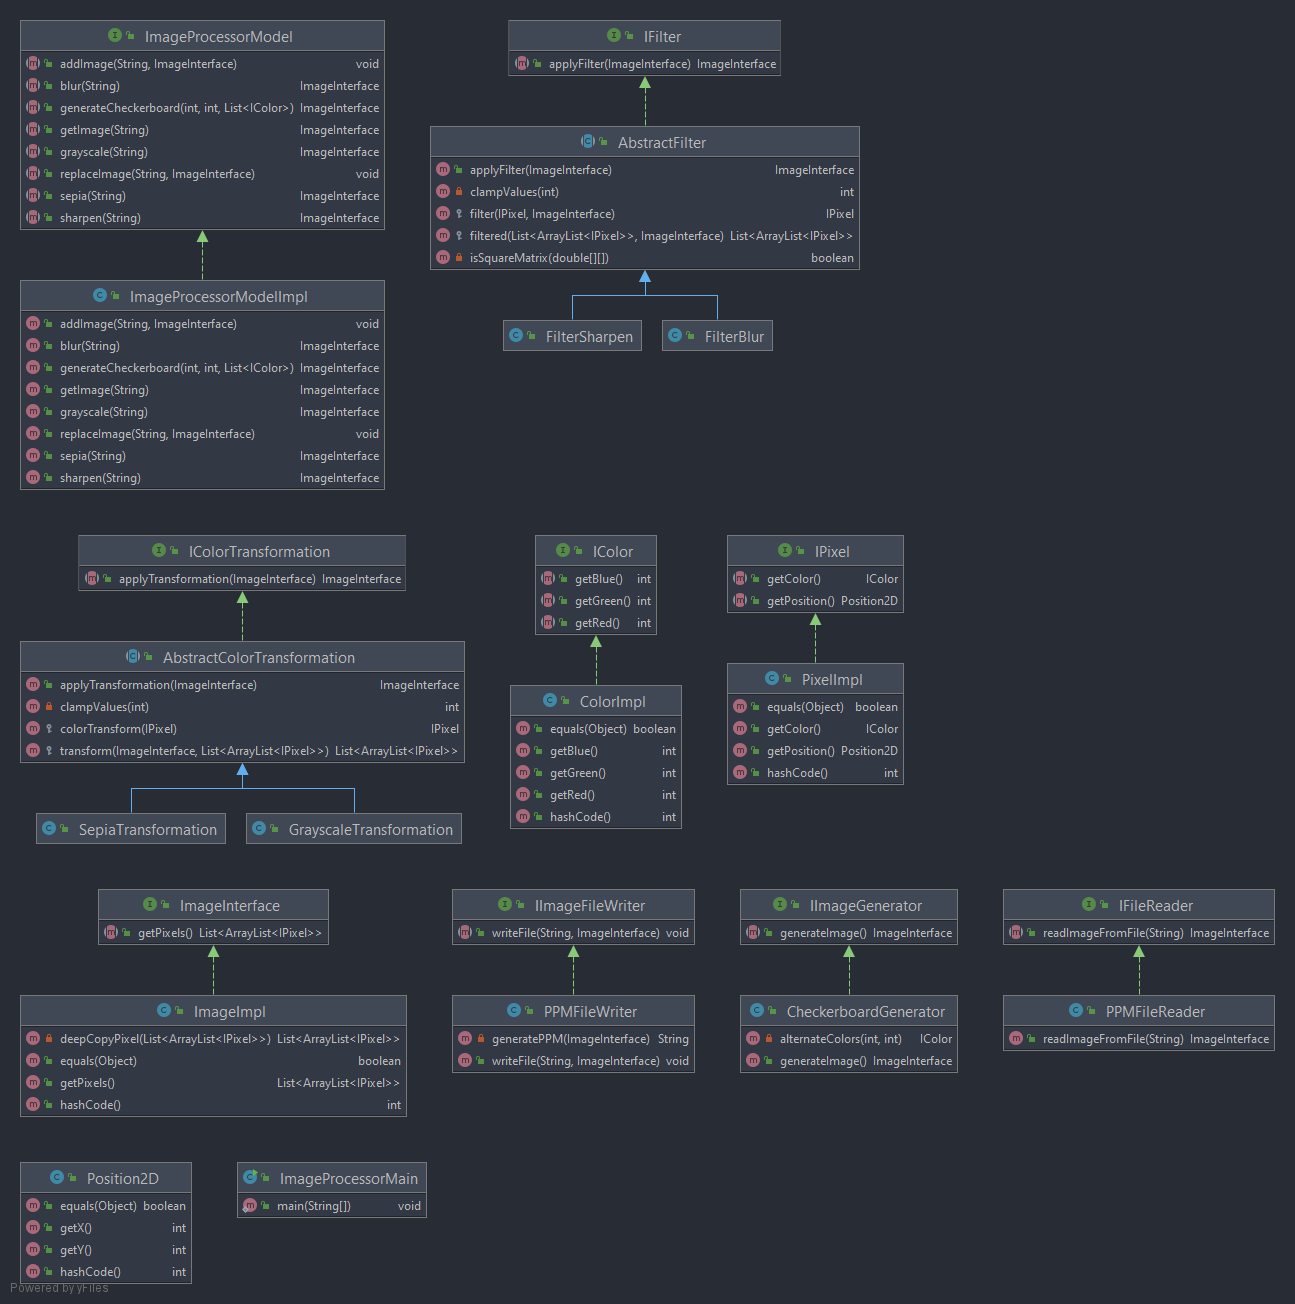 ImageProcessorModel
addImage(String, ImageInterface) void
blur(String) ImageInterface
generateCheckerboard(int, int, List<IColor>) ImageInterface
getImage(String) ImageInterface
grayscale(String) ImageInterface
replaceImage(String, ImageInterface) void
sepia(String) ImageInterface
sharpen(String) ImageInterface
ImageProcessorModelImpl
addImage(String, ImageInterface) void
blur(String) ImageInterface
generateCheckerboard(int, int, List<IColor>) ImageInterface
getImage(String) ImageInterface
grayscale(String) ImageInterface
replaceImage(String, ImageInterface) void
sepia(String) ImageInterface
sharpen(String) ImageInterface
IFilter
applyFilter(ImageInterface) ImageInterface
AbstractFilter
applyFilter(ImageInterface) ImageInterface
clampValues(int) int
filter(IPixel, ImageInterface) IPixel
filtered(List<ArrayList<IPixel>>, ImageInterface) List<ArrayList<IPixel>>
isSquareMatrix(double[][]) boolean
FilterSharpen
FilterBlur
IColorTransformation
applyTransformation(ImageInterface) ImageInterface
AbstractColorTransformation
applyTransformation(ImageInterface) ImageInterface
clampValues(int) int
colorTransform(IPixel) IPixel
transform(ImageInterface, List<ArrayList<IPixel>>) List<ArrayList<IPixel>>
SepiaTransformation
GrayscaleTransformation
IColor
getBlue() int
getGreen() int
getRed() int
ColorImpl
equals(Object) boolean
getBlue() int
getGreen() int
getRed() int
hashCode() int
IPixel
getColor() IColor
getPosition() Position2D
PixelImpl
equals(Object) boolean
getColor() IColor
getPosition() Position2D
hashCode() int
ImageInterface
getPixels() List<ArrayList<IPixel>>
ImageImpl
deepCopyPixel(List<ArrayList<IPixel>>) List<ArrayList<IPixel>>
equals(Object) boolean
getPixels() List<ArrayList<IPixel>>
hashCode() int
IImageFileWriter
writeFile(String, ImageInterface) void
PPMFileWriter
generatePPM(ImageInterface) String
writeFile(String, ImageInterface) void
IImageGenerator
generateImage() ImageInterface
CheckerboardGenerator
alternateColors(int, int) IColor
generateImage() ImageInterface
IFileReader
readImageFromFile(String) ImageInterface
PPMFileReader
readImageFromFile(String) ImageInterface
Position2D
equals(Object) boolean
getX() int
getY() int
hashCode() int
ImageProcessorMain
main(String[]) void
Powered by yFiles